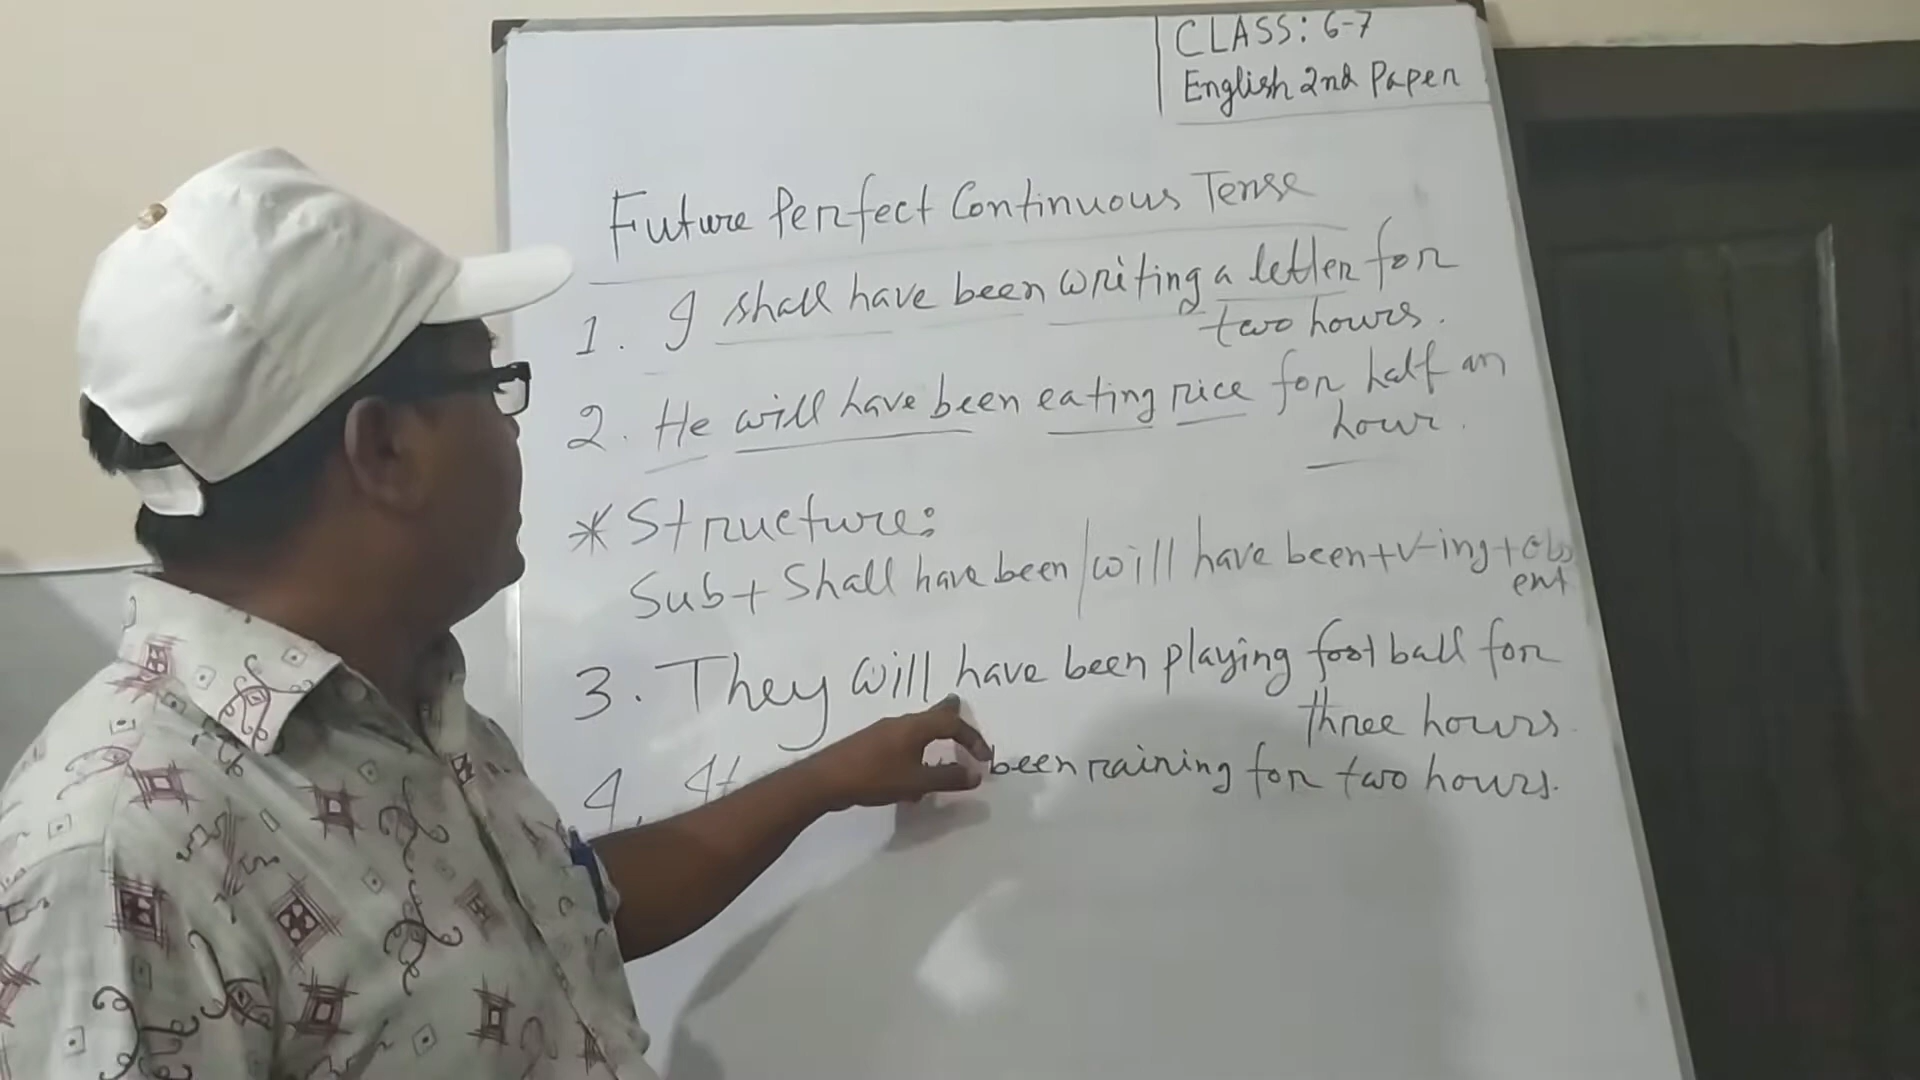 CLASS: 6-7
English 2nd Paper
Future Perfect Continuous Tense
1. I shall have been writing a letter for
two hours.
2. He will have been eating rice for half an
hour.
* Structure:
Sub + Shall have been/will have been+V-ing+obj
ent
3. They will have been playing football for
three hours.
4. It been raining for two hours.